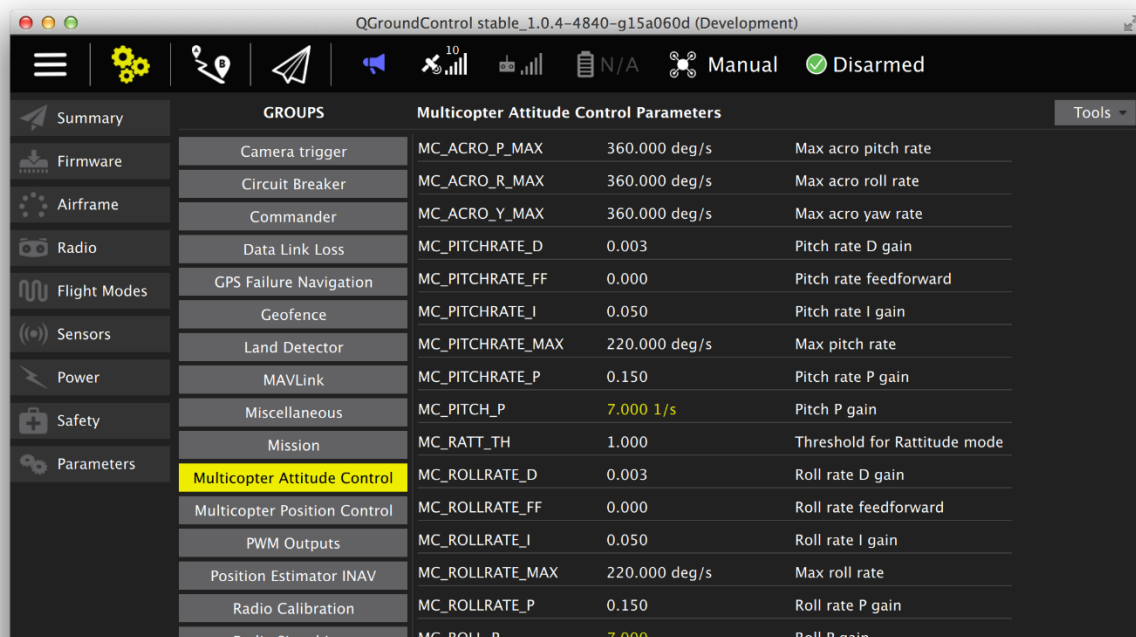 QGroundControl stable_1.0.4-4840-g15a060d (Development)
A
B
10
N/A
Manual
Disarmed
Summary
Firmware
Airframe
Radio
Flight Modes
Sensors
Power
Safety
Parameters
GROUPS
Camera trigger
Circuit Breaker
Commander
Data Link Loss
GPS Failure Navigation
Geofence
Land Detector
MAVLink
Miscellaneous
Mission
Multicopter Attitude Control
Multicopter Position Control
PWM Outputs
Position Estimator INAV
Radio Calibration
Multicopter Attitude Control Parameters
Tools
MC_ACRO_P_MAX 360.000 deg/s Max acro pitch rate
MC_ACRO_R_MAX 360.000 deg/s Max acro roll rate
MC_ACRO_Y_MAX 360.000 deg/s Max acro yaw rate
MC_PITCHRATE_D 0.003 Pitch rate D gain
MC_PITCHRATE_FF 0.000 Pitch rate feedforward
MC_PITCHRATE_I 0.050 Pitch rate I gain
MC_PITCHRATE_MAX 220.000 deg/s Max pitch rate
MC_PITCHRATE_P 0.150 Pitch rate P gain
MC_PITCH_P 7.000 1/s Pitch P gain
MC_RATT_TH 1.000 Threshold for Rattitude mode
MC_ROLLRATE_D 0.003 Roll rate D gain
MC_ROLLRATE_FF 0.000 Roll rate feedforward
MC_ROLLRATE_I 0.050 Roll rate I gain
MC_ROLLRATE_MAX 220.000 deg/s Max roll rate
MC_ROLLRATE_P 0.150 Roll rate P gain
MC_ROLL_P 7.000 Roll P gain